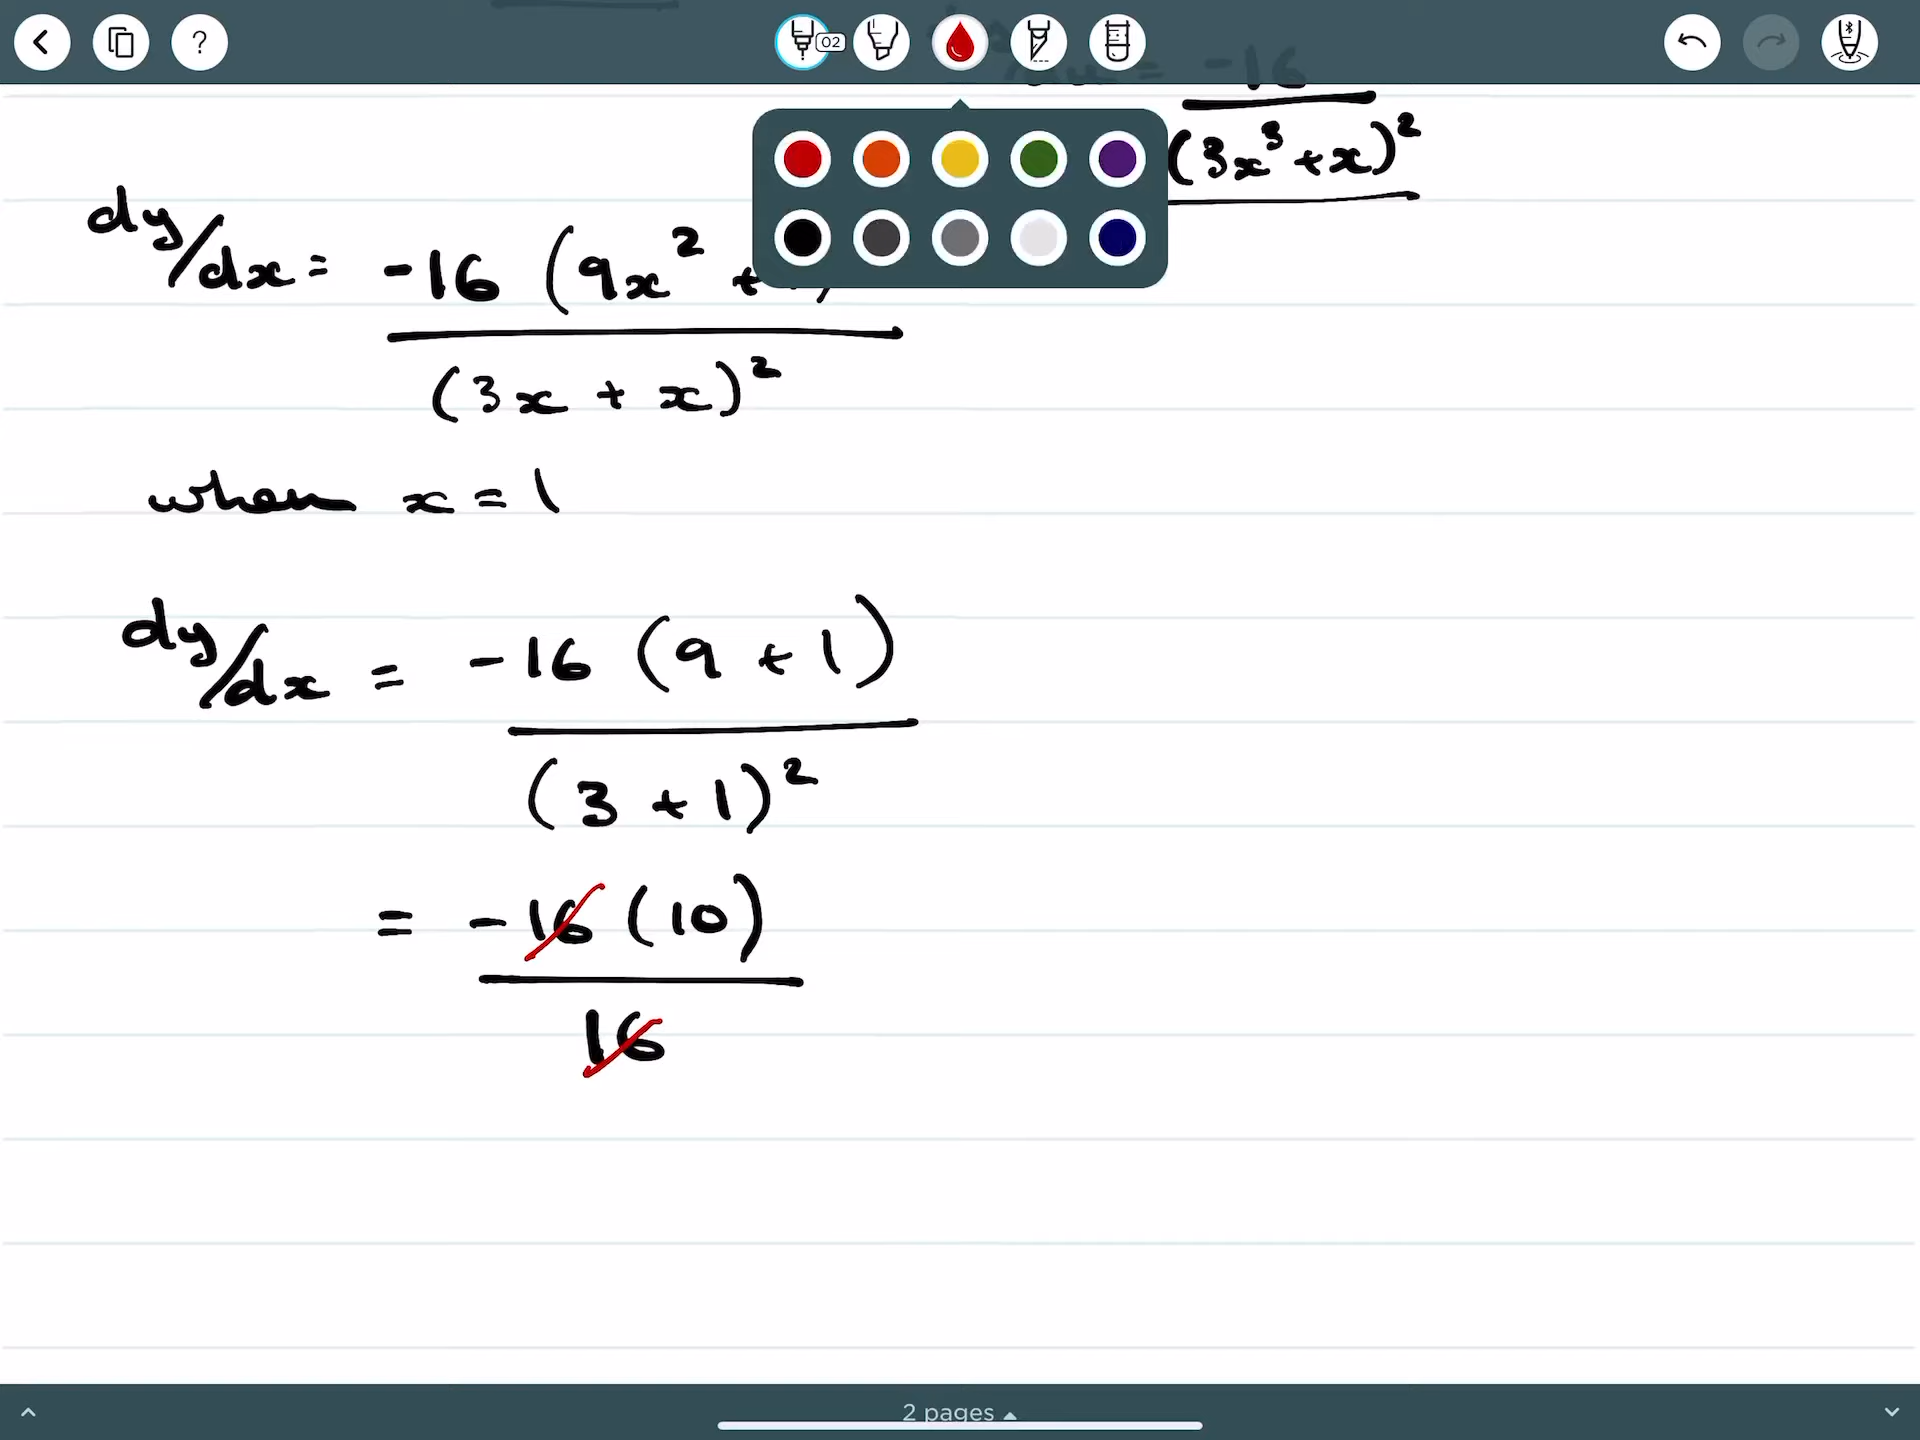 ?
02
= -16
(3x³ + x)²
dy/dx = -16 (9x² +
(3x + x)²
when x = 1
dy/dx = -16 (9 + 1)
(3 + 1)²
= -16 (10)
16
2 pages